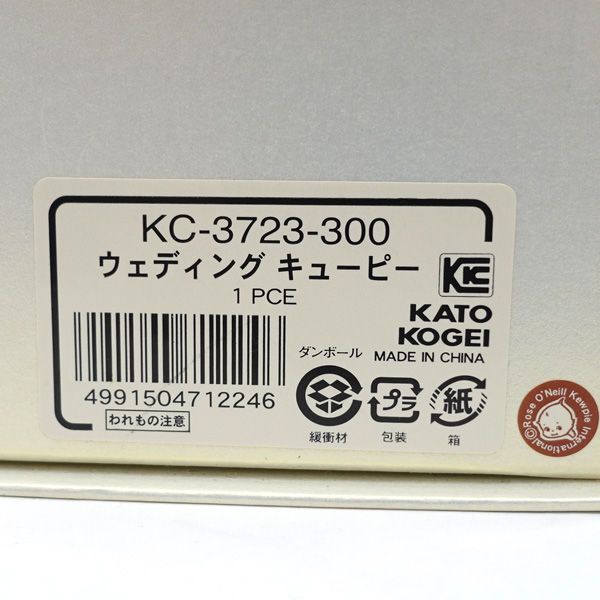 KC-3723-300
ウェディング キューピー
1 PCE
KC
KATO
KOGEI
MADE IN CHINA
4991504712246
われもの注意
ダンボール
緩衝材
プラ
包装
紙
箱
©Rose O'Neill Kewpie International